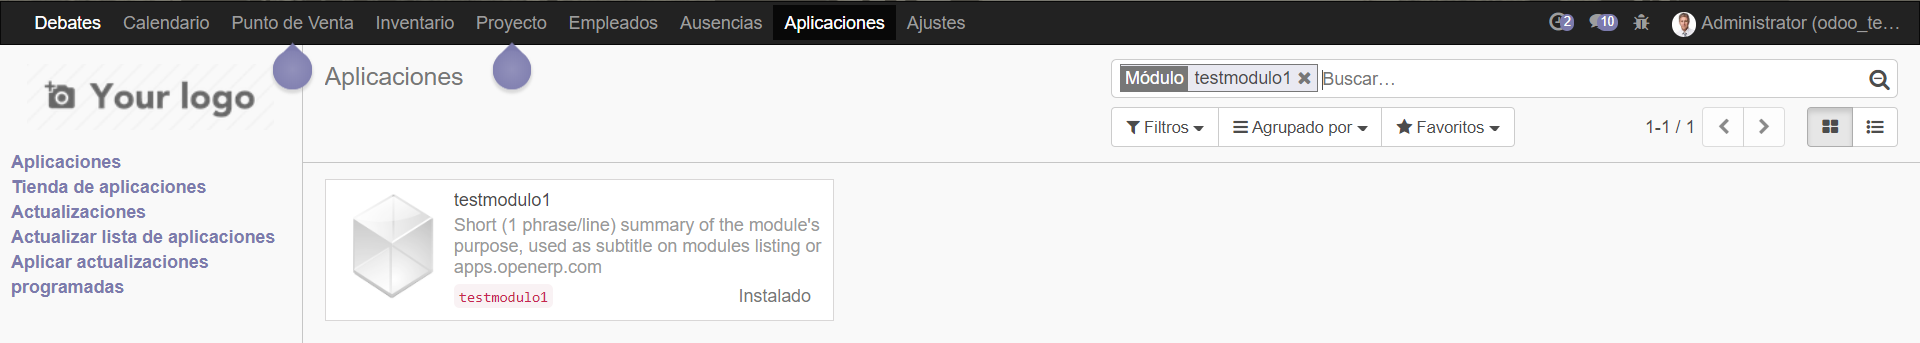 Debates Calendario Punto de Venta Inventario Proyecto Empleados Ausencias Aplicaciones Ajustes 2 10 Administrator (odoo_te...
Your logo
Aplicaciones
Módulo testmodulo1 Buscar...
Filtros Agrupado por Favoritos 1-1 / 1
Aplicaciones
Tienda de aplicaciones
Actualizaciones
Actualizar lista de aplicaciones
Aplicar actualizaciones
programadas
testmodulo1
Short (1 phrase/line) summary of the module's
purpose, used as subtitle on modules listing or
apps.openerp.com
testmodulo1 Instalado